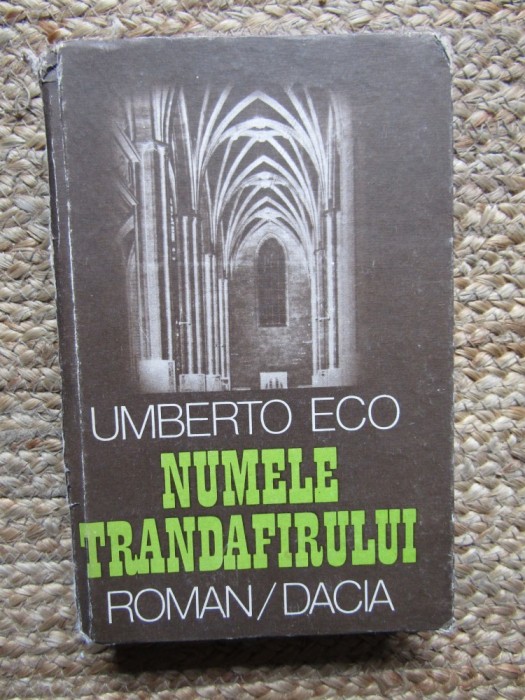 UMBERTO ECO
NUMELE
TRANDAFIRULUI
ROMAN/DACIA